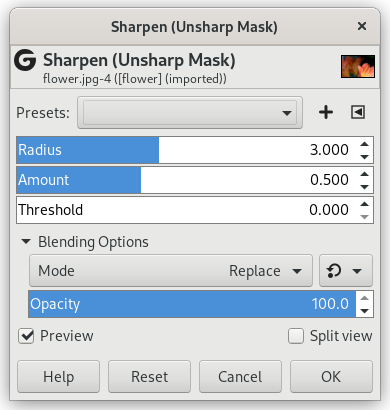 Sharpen (Unsharp Mask)
Sharpen (Unsharp Mask)
flower.jpg-4 ([flower] (imported))
Presets:
Radius 3.000
Amount 0.500
Threshold 0.000
Blending Options
Mode Replace
Opacity 100.0
Preview Split view
Help Reset Cancel OK